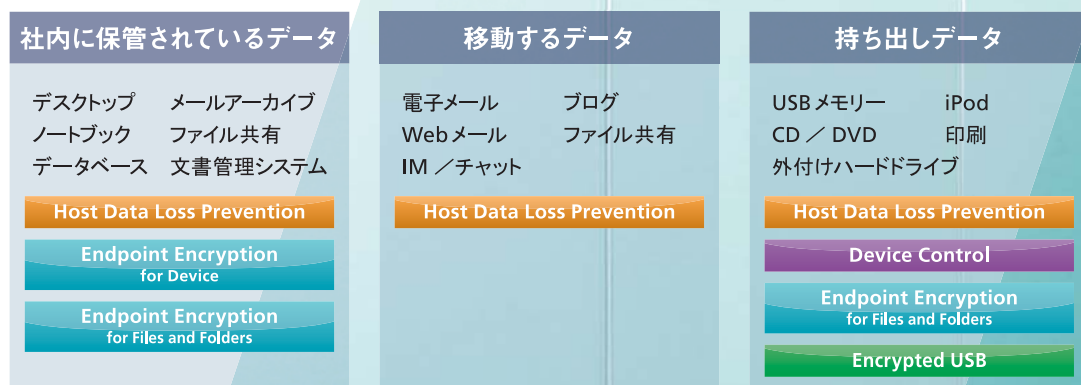 社内に保管されているデータ
デスクトップ メールアーカイブ
ノートブック ファイル共有
データベース 文書管理システム
Host Data Loss Prevention
Endpoint Encryption
for Device
Endpoint Encryption
for Files and Folders
移動するデータ
電子メール ブログ
Webメール ファイル共有
IM／チャット
Host Data Loss Prevention
持ち出しデータ
USBメモリー iPod
CD／DVD 印刷
外付けハードドライブ
Host Data Loss Prevention
Device Control
Endpoint Encryption
for Files and Folders
Encrypted USB